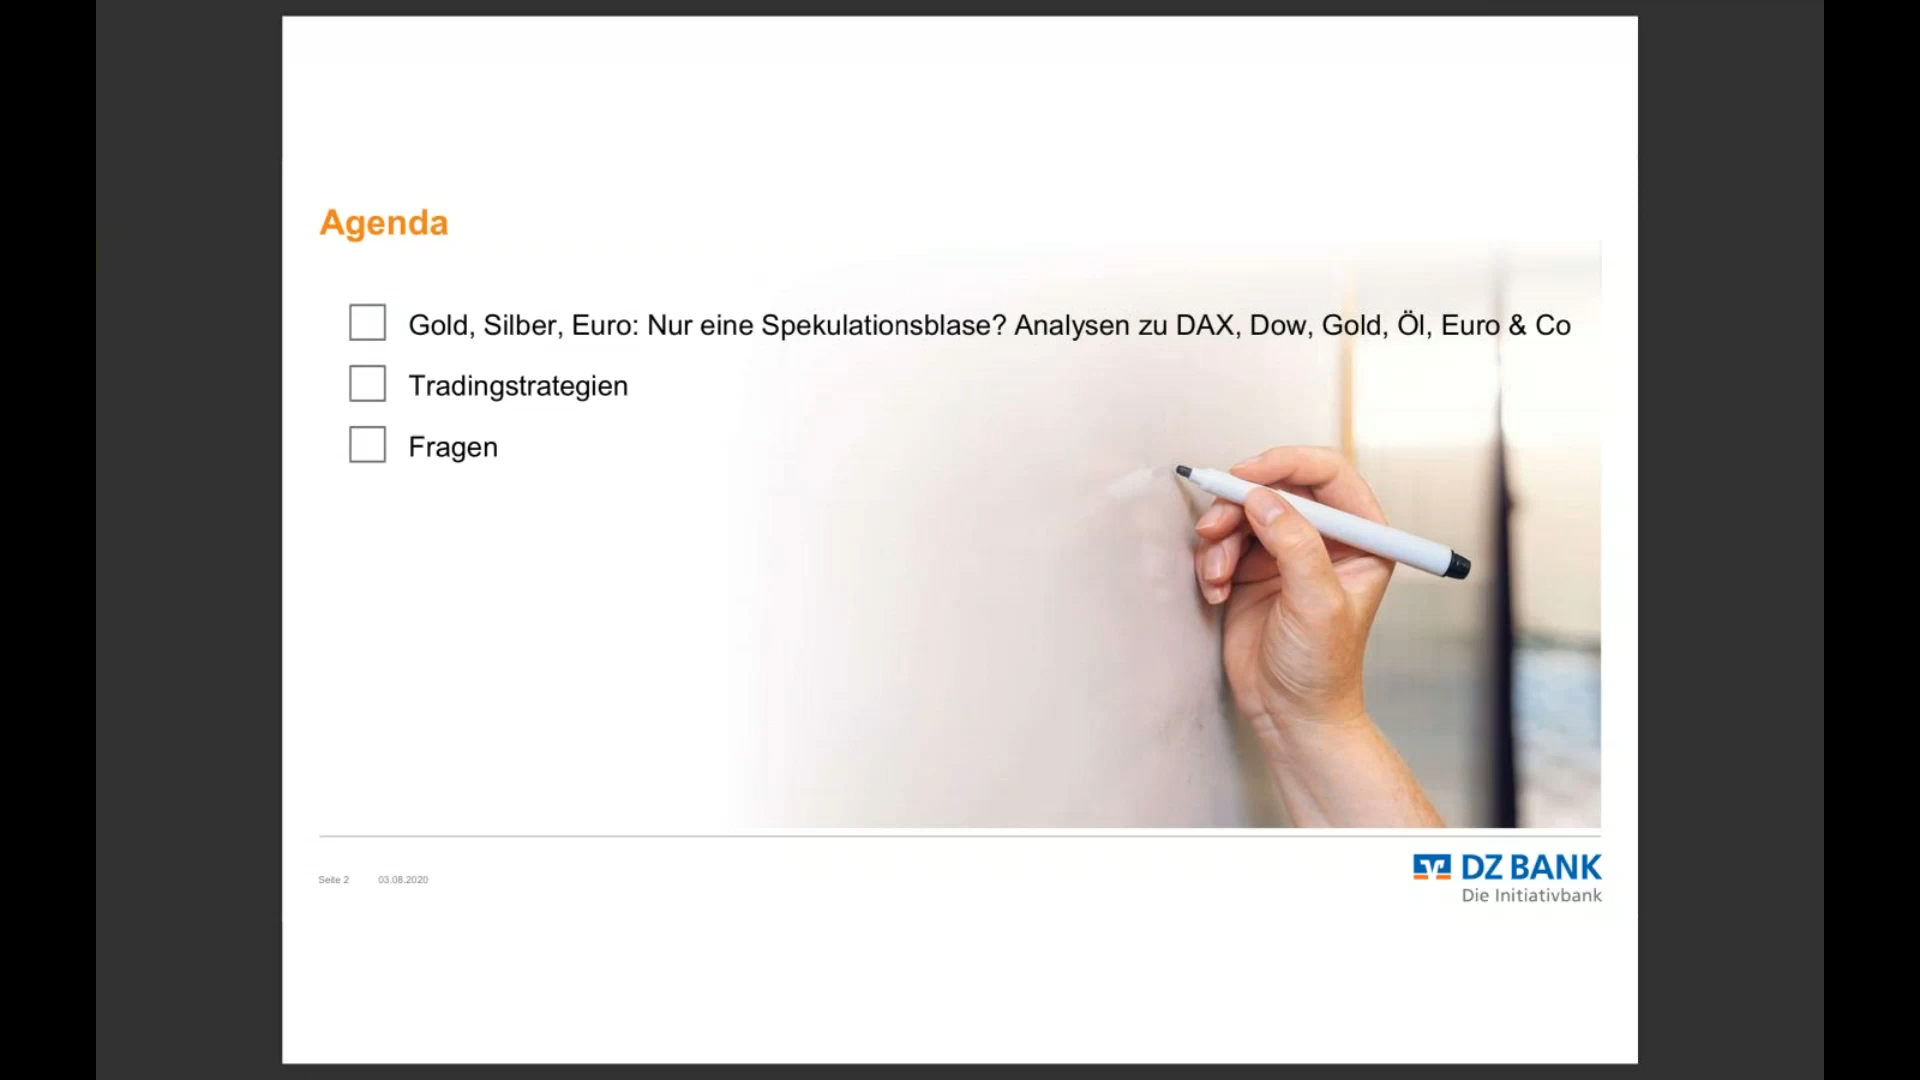 Agenda
Gold, Silber, Euro: Nur eine Spekulationsblase? Analysen zu DAX, Dow, Gold, Öl, Euro & Co
Tradingstrategien
Fragen
Seite 2 03.08.2020
DZ BANK
Die Initiativbank